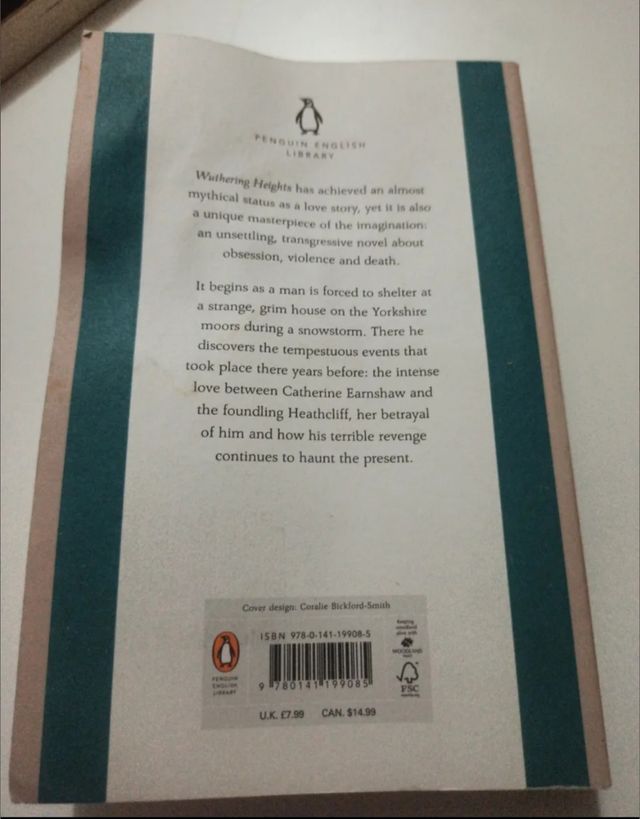 PENGUIN ENGLISH
LIBRARY
Wuthering Heights has achieved an almost
mythical status as a love story, yet it is also
a unique masterpiece of the imagination:
an unsettling, transgressive novel about
obsession, violence and death.
It begins as a man is forced to shelter at
a strange, grim house on the Yorkshire
moors during a snowstorm. There he
discovers the tempestuous events that
took place there years before: the intense
love between Catherine Earnshaw and
the foundling Heathcliff, her betrayal
of him and how his terrible revenge
continues to haunt the present.
Cover design: Coralie Bickford-Smith
ISBN 978-0-141-19908-5
9 780141 199085
PENGUIN
ENGLISH
LIBRARY
WOODLAND
FSC
U.K. £7.99 CAN. $14.99